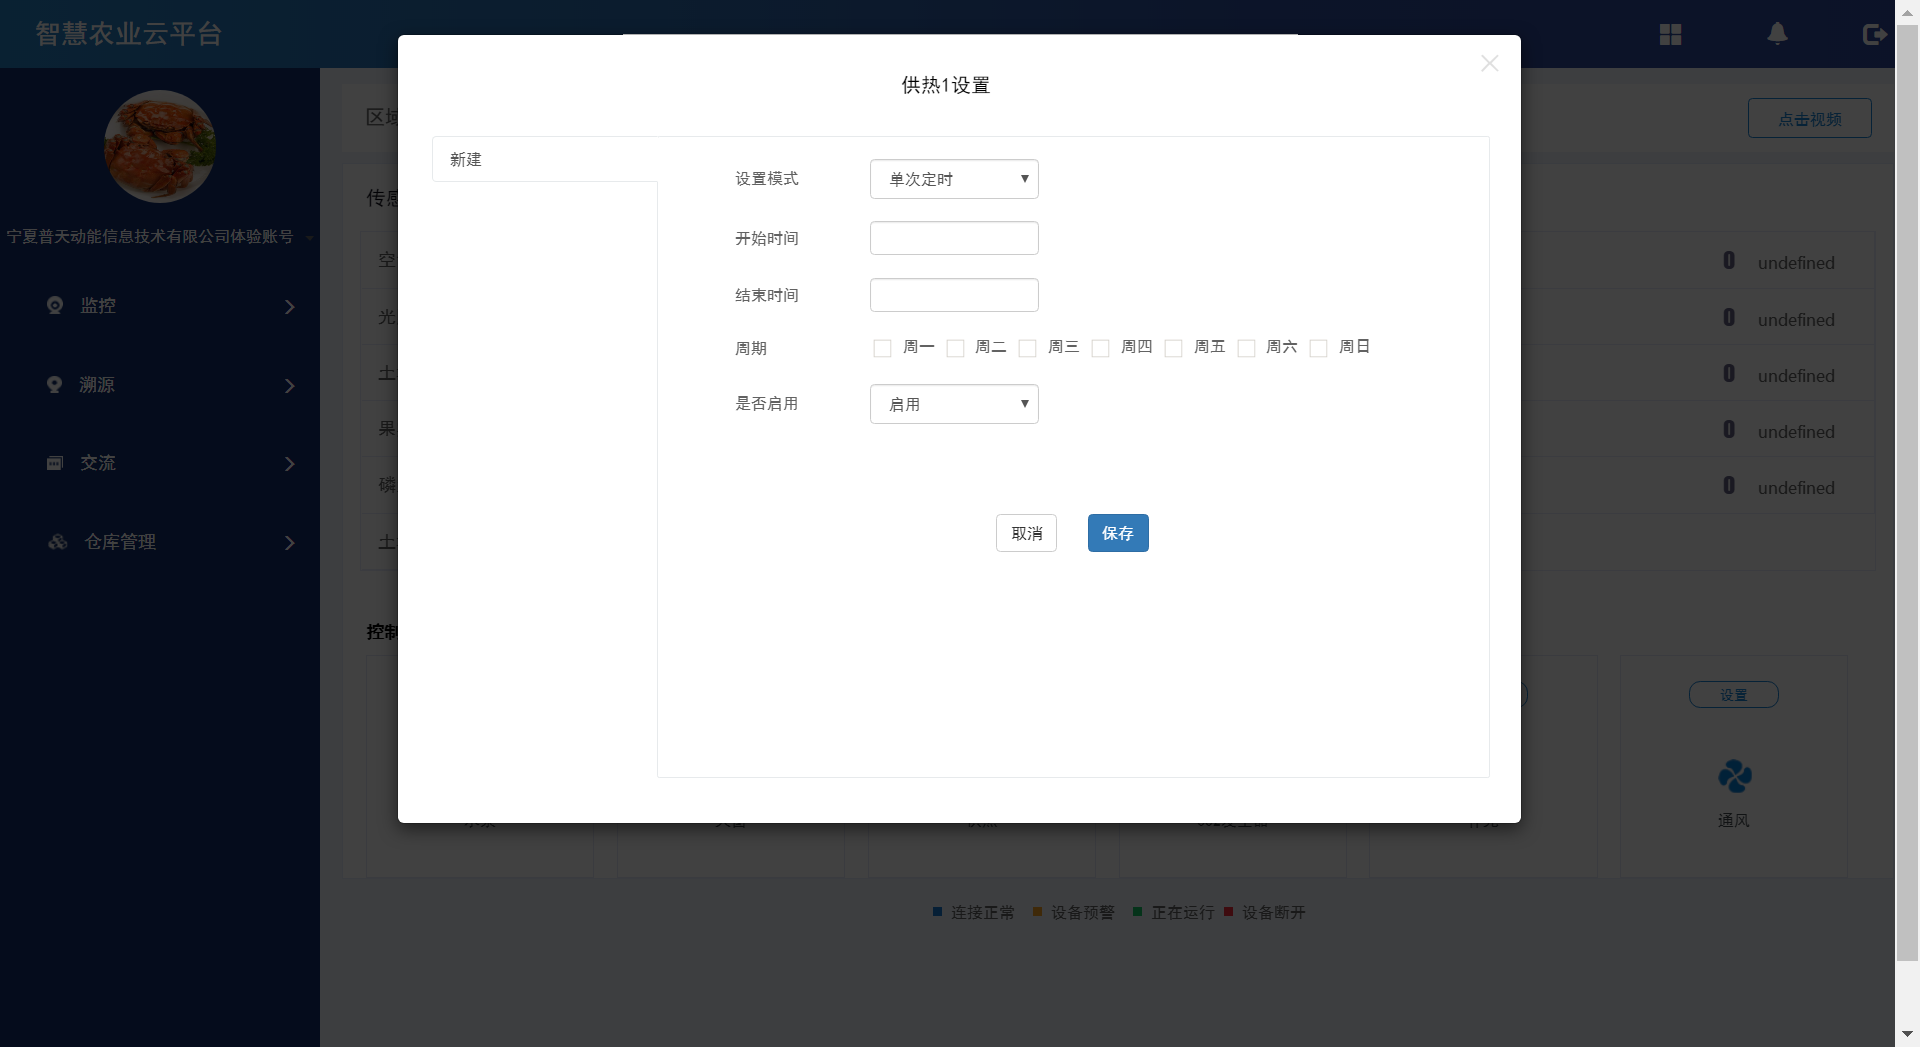 智慧农业云平台
供热1设置
区域
点击视频
新建
设置模式 单次定时
传感
开始时间
宁夏普天动能信息技术有限公司体验账号
空
0 undefined
结束时间
监控
光
0 undefined
周期 周一 周二 周三 周四 周五 周六 周日
土
0 undefined
溯源
是否启用 启用
果
0 undefined
交流
磷
0 undefined
取消 保存
仓库管理
土
控制
设置
通风
连接正常 设备预警 正在运行 设备断开